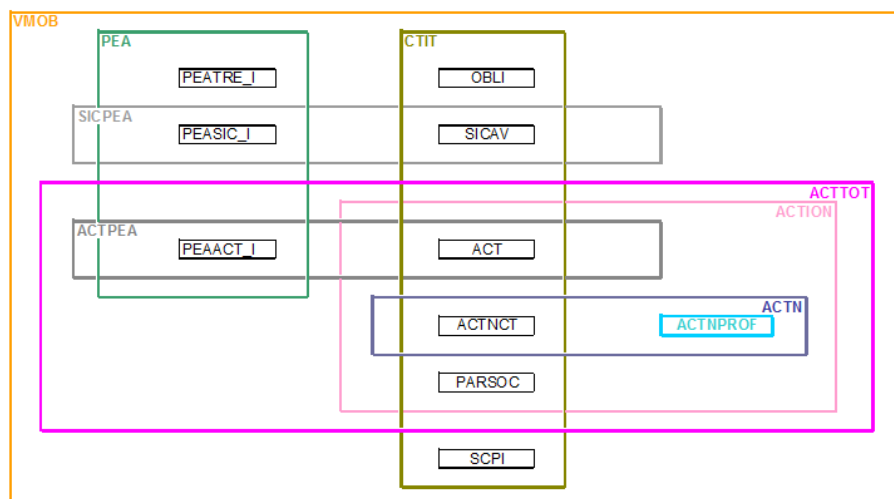 VMOB
PEA
CTIT
PEATRE_I
OBLI
SICPEA
PEASIC_I
SICAV
ACTTOT
ACTION
ACTPEA
PEAACT_I
ACT
ACTN
ACTNCT
ACTNPROF
PARSOC
SCPI